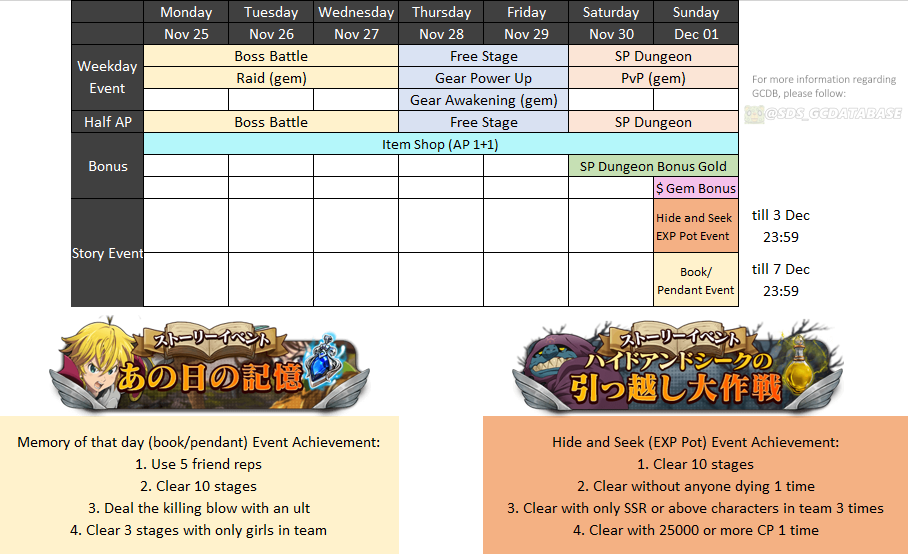 Monday Tuesday Wednesday Thursday Friday Saturday Sunday
Nov 25 Nov 26 Nov 27 Nov 28 Nov 29 Nov 30 Dec 01
Weekday Event
Boss Battle Free Stage SP Dungeon
Raid (gem) Gear Power Up PvP (gem)
Gear Awakening (gem)
Half AP Boss Battle Free Stage SP Dungeon
Bonus
Item Shop (AP 1+1)
SP Dungeon Bonus Gold
$ Gem Bonus
Story Event
Hide and Seek
EXP Pot Event
till 3 Dec
23:59
Book/
Pendant Event
till 7 Dec
23:59
For more information regarding
GCDB, please follow:
@SDS_GCDATABASE
ストーリーイベント
あの日の記憶
ストーリーイベント
ハイドアンドシークの
引っ越し大作戦
Memory of that day (book/pendant) Event Achievement:
1. Use 5 friend reps
2. Clear 10 stages
3. Deal the killing blow with an ult
4. Clear 3 stages with only girls in team
Hide and Seek (EXP Pot) Event Achievement:
1. Clear 10 stages
2. Clear without anyone dying 1 time
3. Clear with only SSR or above characters in team 3 times
4. Clear with 25000 or more CP 1 time